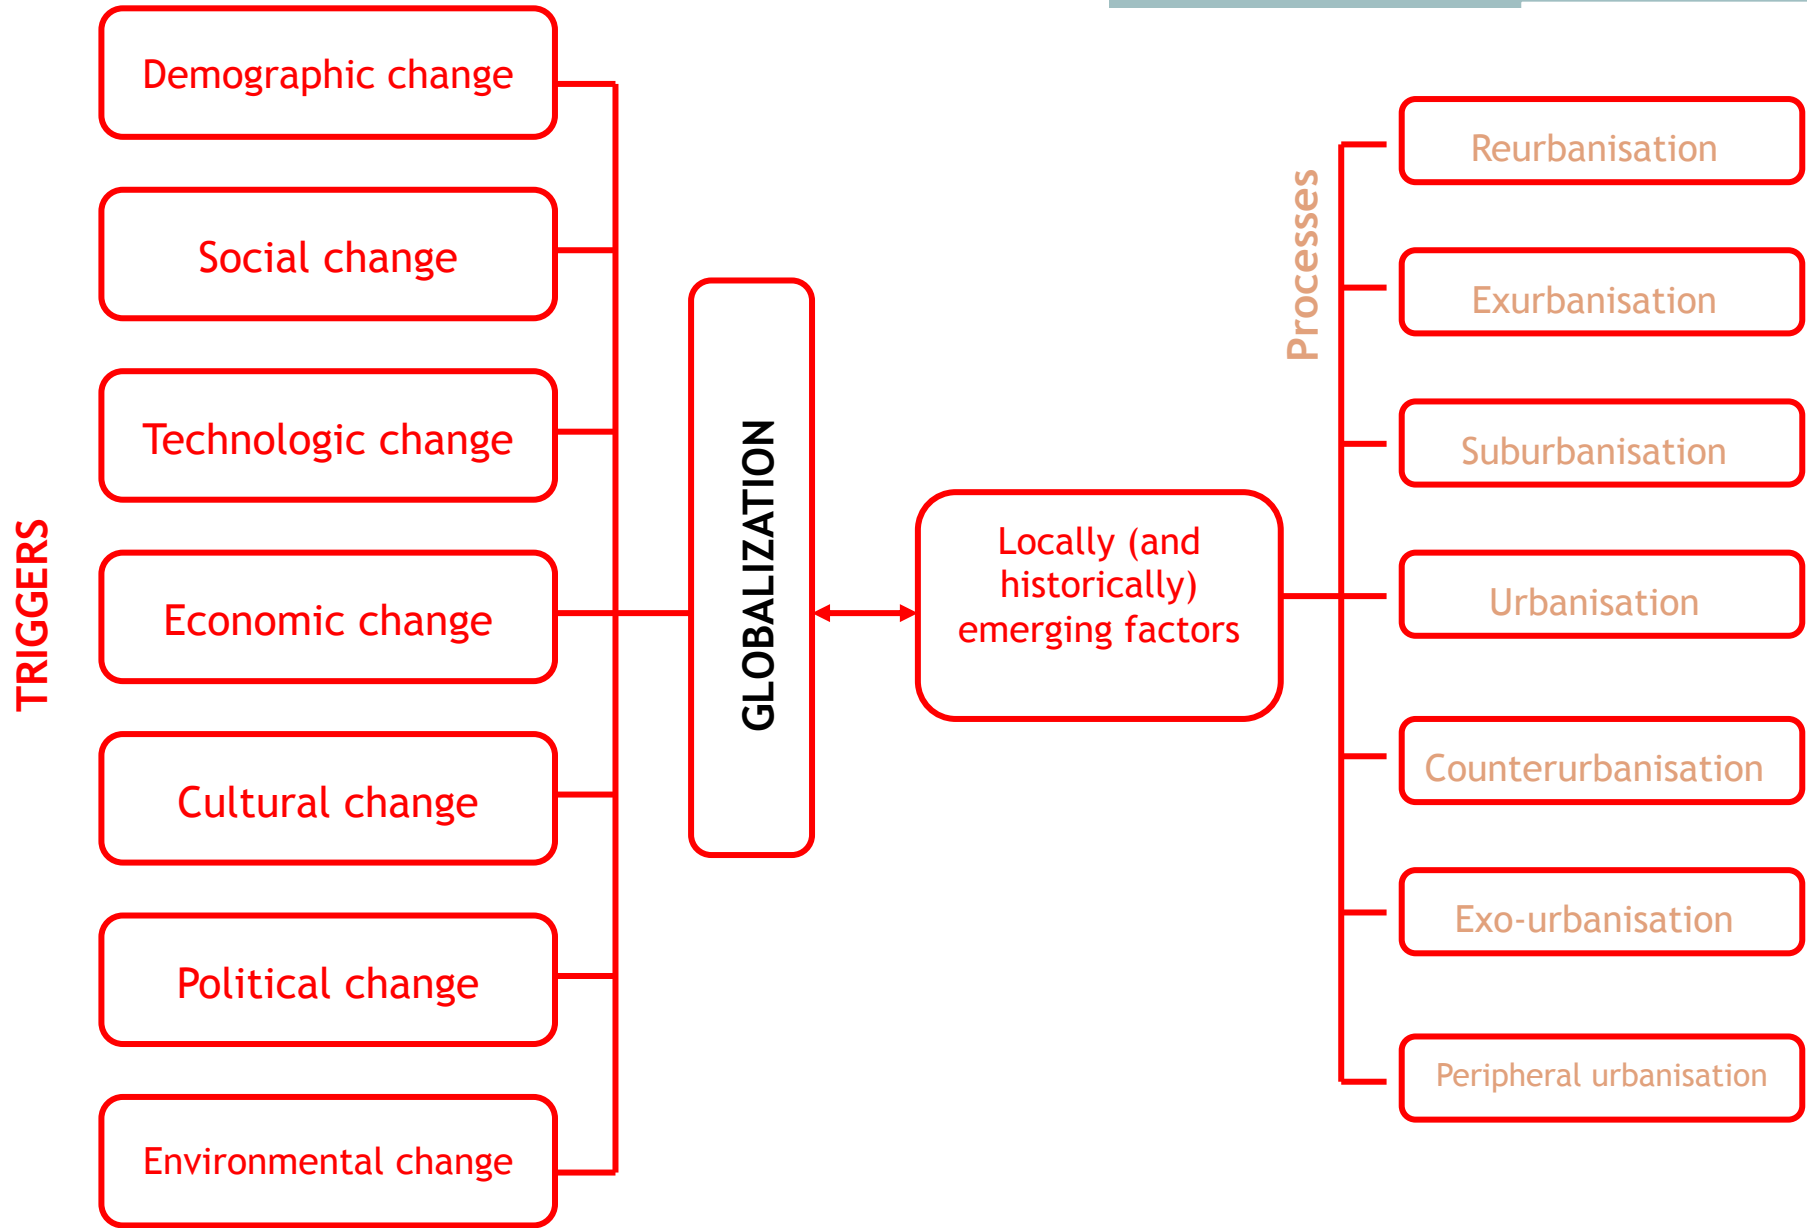 TRIGGERS
Demographic change
Social change
Technologic change
Economic change
Cultural change
Political change
Environmental change
GLOBALIZATION
Locally (and
historically)
emerging factors
Processes
Reurbanisation
Exurbanisation
Suburbanisation
Urbanisation
Counterurbanisation
Exo-urbanisation
Peripheral urbanisation